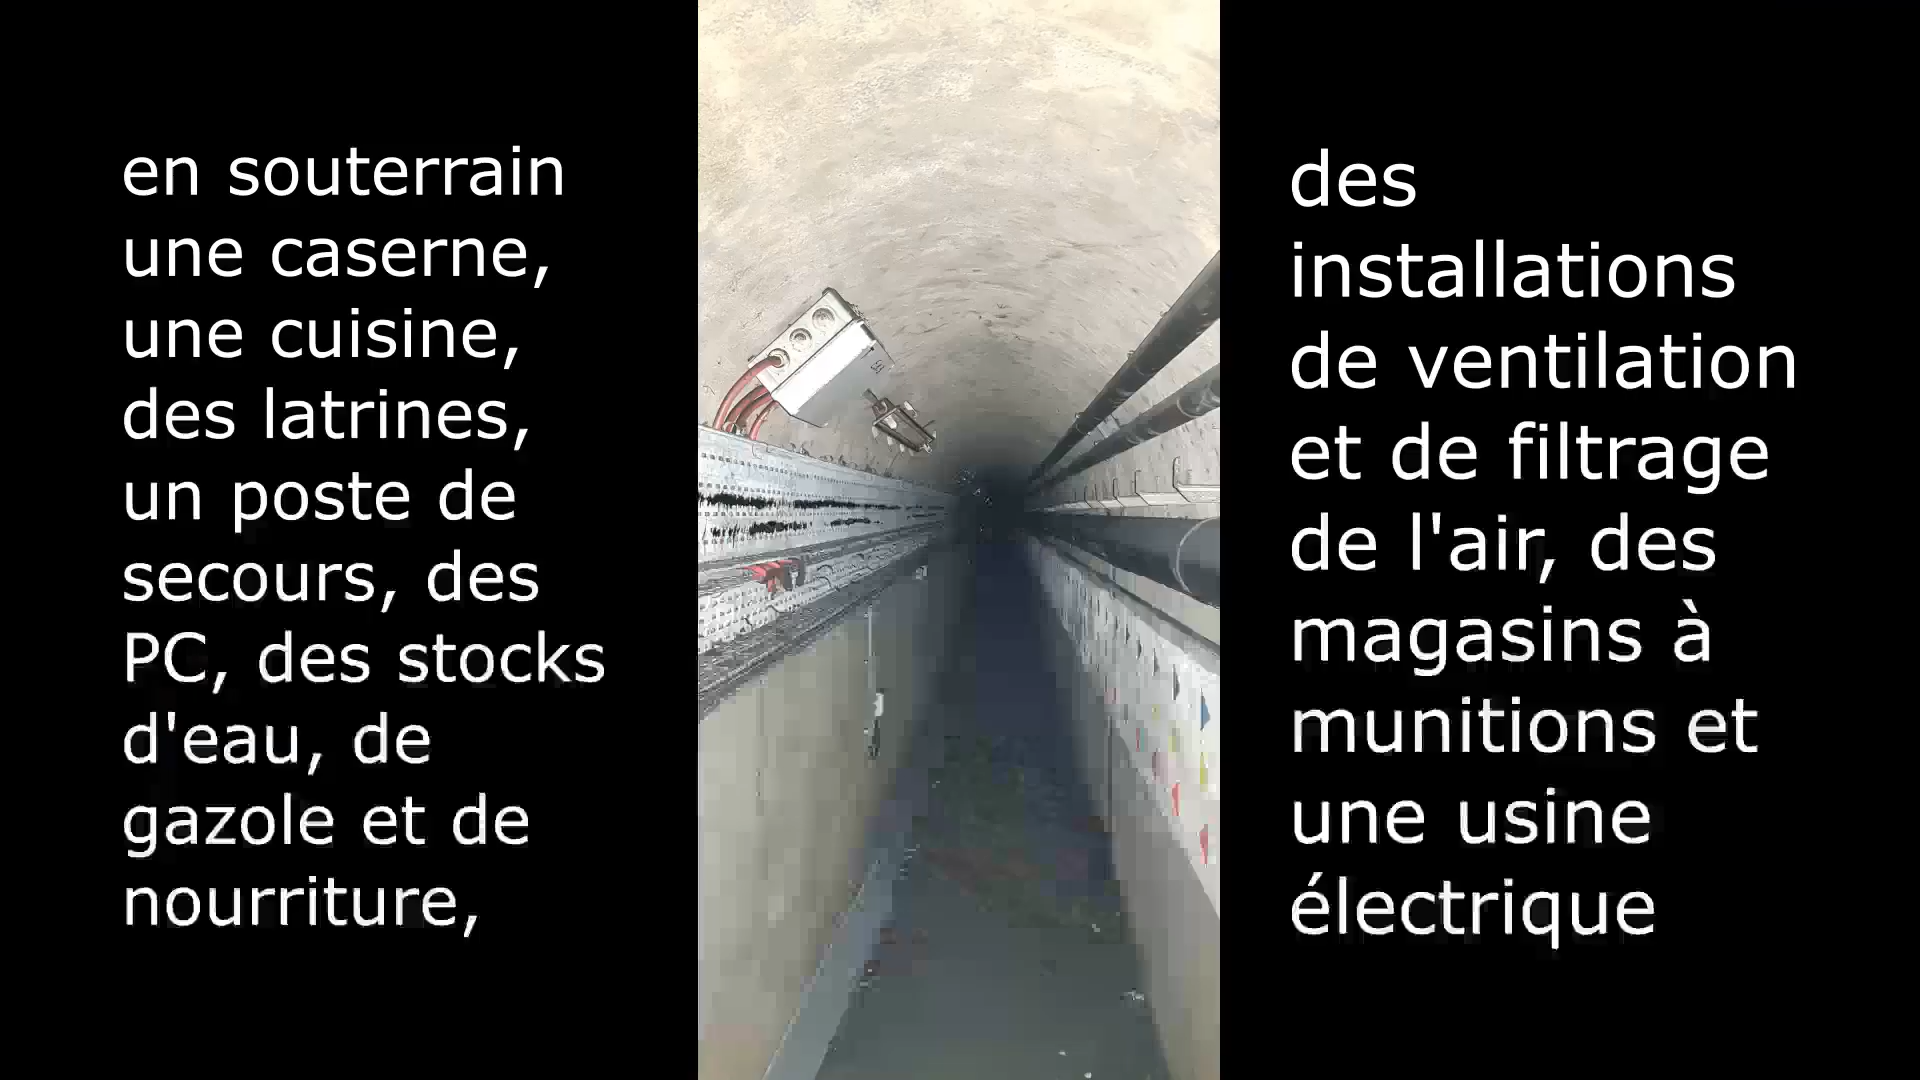 en souterrain
une caserne,
une cuisine,
des latrines,
un poste de
secours, des
PC, des stocks
d'eau, de
gazole et de
nourriture,
des
installations
de ventilation
et de filtrage
de l'air, des
magasins à
munitions et
une usine
électrique